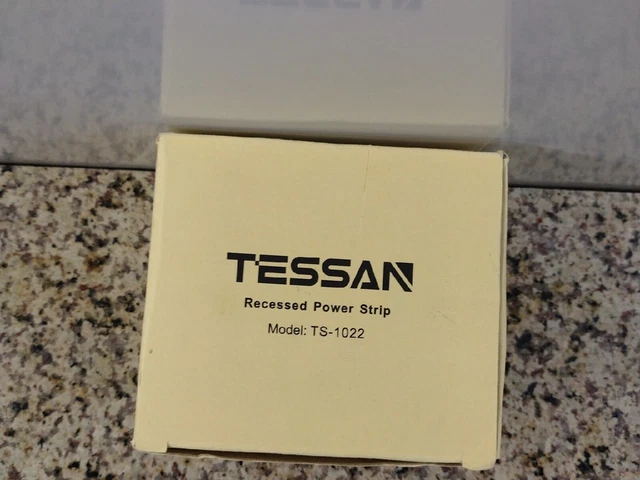 TESSAN
Recessed Power Strip
Model: TS-1022